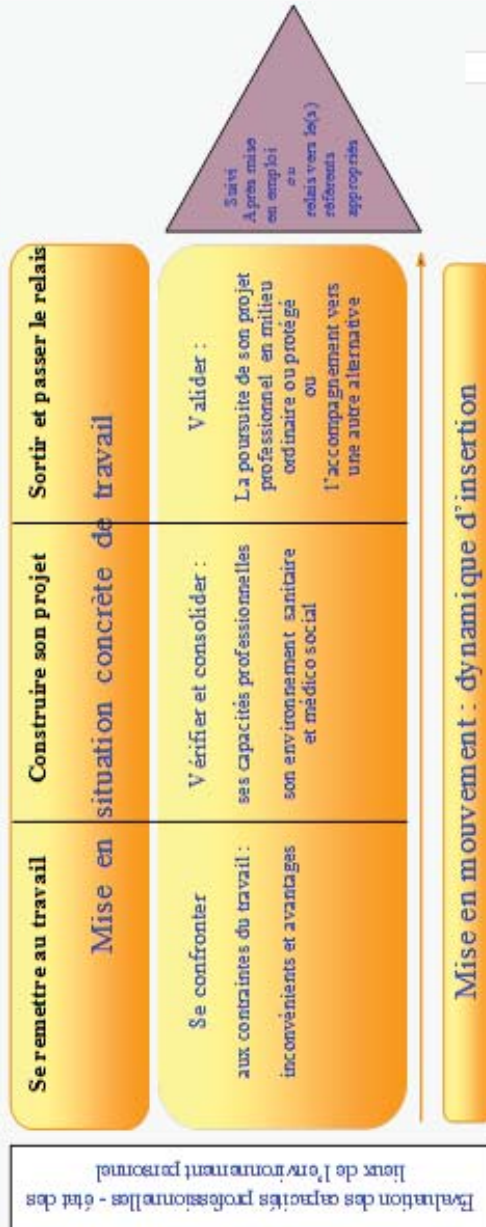 Evaluation des capacités professionnelles - état des
lieux de l'environnement personnel
Se remettre au travail
Construire son projet
Sortir et passer le relais
Mise en situation concrète de travail
Se confronter
aux contraintes du travail :
inconvénients et avantages
Vérifier et consolider :
ses capacités professionnelles
son environnement sanitaire
et médico social
Valider :
La poursuite de son projet
professionnel en milieu
ordinaire ou protégé
ou
l'accompagnement vers
une autre alternative
Suivi
Après mise
en emploi
ou
relais vers le(s)
référents
appropriés
Mise en mouvement : dynamique d'insertion